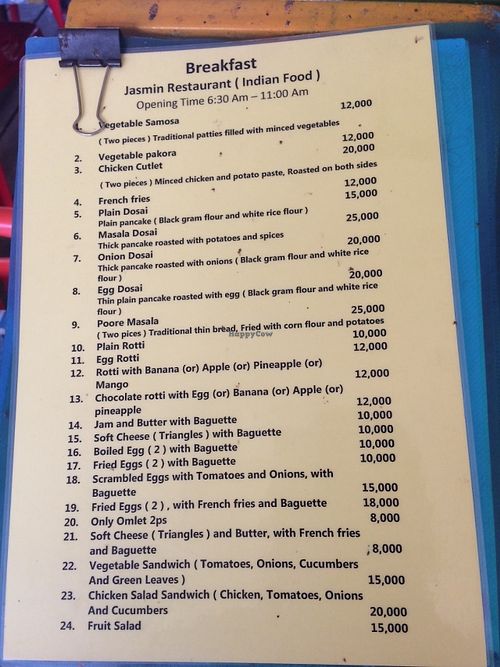 Breakfast
Jasmin Restaurant ( Indian Food )
Opening Time 6:30 Am – 11:00 Am
Vegetable Samosa 12,000
( Two pieces ) Traditional patties filled with minced vegetables
2. Vegetable pakora 12,000
3. Chicken Cutlet 20,000
( Two pieces ) Minced chicken and potato paste, Roasted on both sides
4. French fries 12,000
5. Plain Dosai 15,000
Plain pancake ( Black gram flour and white rice flour )
6. Masala Dosai 25,000
Thick pancake roasted with potatoes and spices
7. Onion Dosai 20,000
Thick pancake roasted with onions ( Black gram flour and white rice
flour )
8. Egg Dosai 20,000
Thin plain pancake roasted with egg ( Black gram flour and white rice
flour )
9. Poore Masala 25,000
( Two pices ) Traditional thin bread, Fried with corn flour and potatoes
10. Plain Rotti 10,000
11. Egg Rotti 12,000
12. Rotti with Banana (or) Apple (or) Pineapple (or)
Mango 12,000
13. Chocolate rotti with Egg (or) Banana (or) Apple (or)
pineapple 12,000
14. Jam and Butter with Baguette 10,000
15. Soft Cheese ( Triangles ) with Baguette 10,000
16. Boiled Egg ( 2 ) with Baguette 10,000
17. Fried Eggs ( 2 ) with Baguette 10,000
18. Scrambled Eggs with Tomatoes and Onions, with
Baguette 15,000
19. Fried Eggs ( 2 ) , with French fries and Baguette 18,000
20. Only Omlet 2ps 8,000
21. Soft Cheese ( Triangles ) and Butter, with French fries
and Baguette 8,000
22. Vegetable Sandwich ( Tomatoes, Onions, Cucumbers
And Green Leaves ) 15,000
23. Chicken Salad Sandwich ( Chicken, Tomatoes, Onions
And Cucumbers 20,000
24. Fruit Salad 15,000
HappyCow